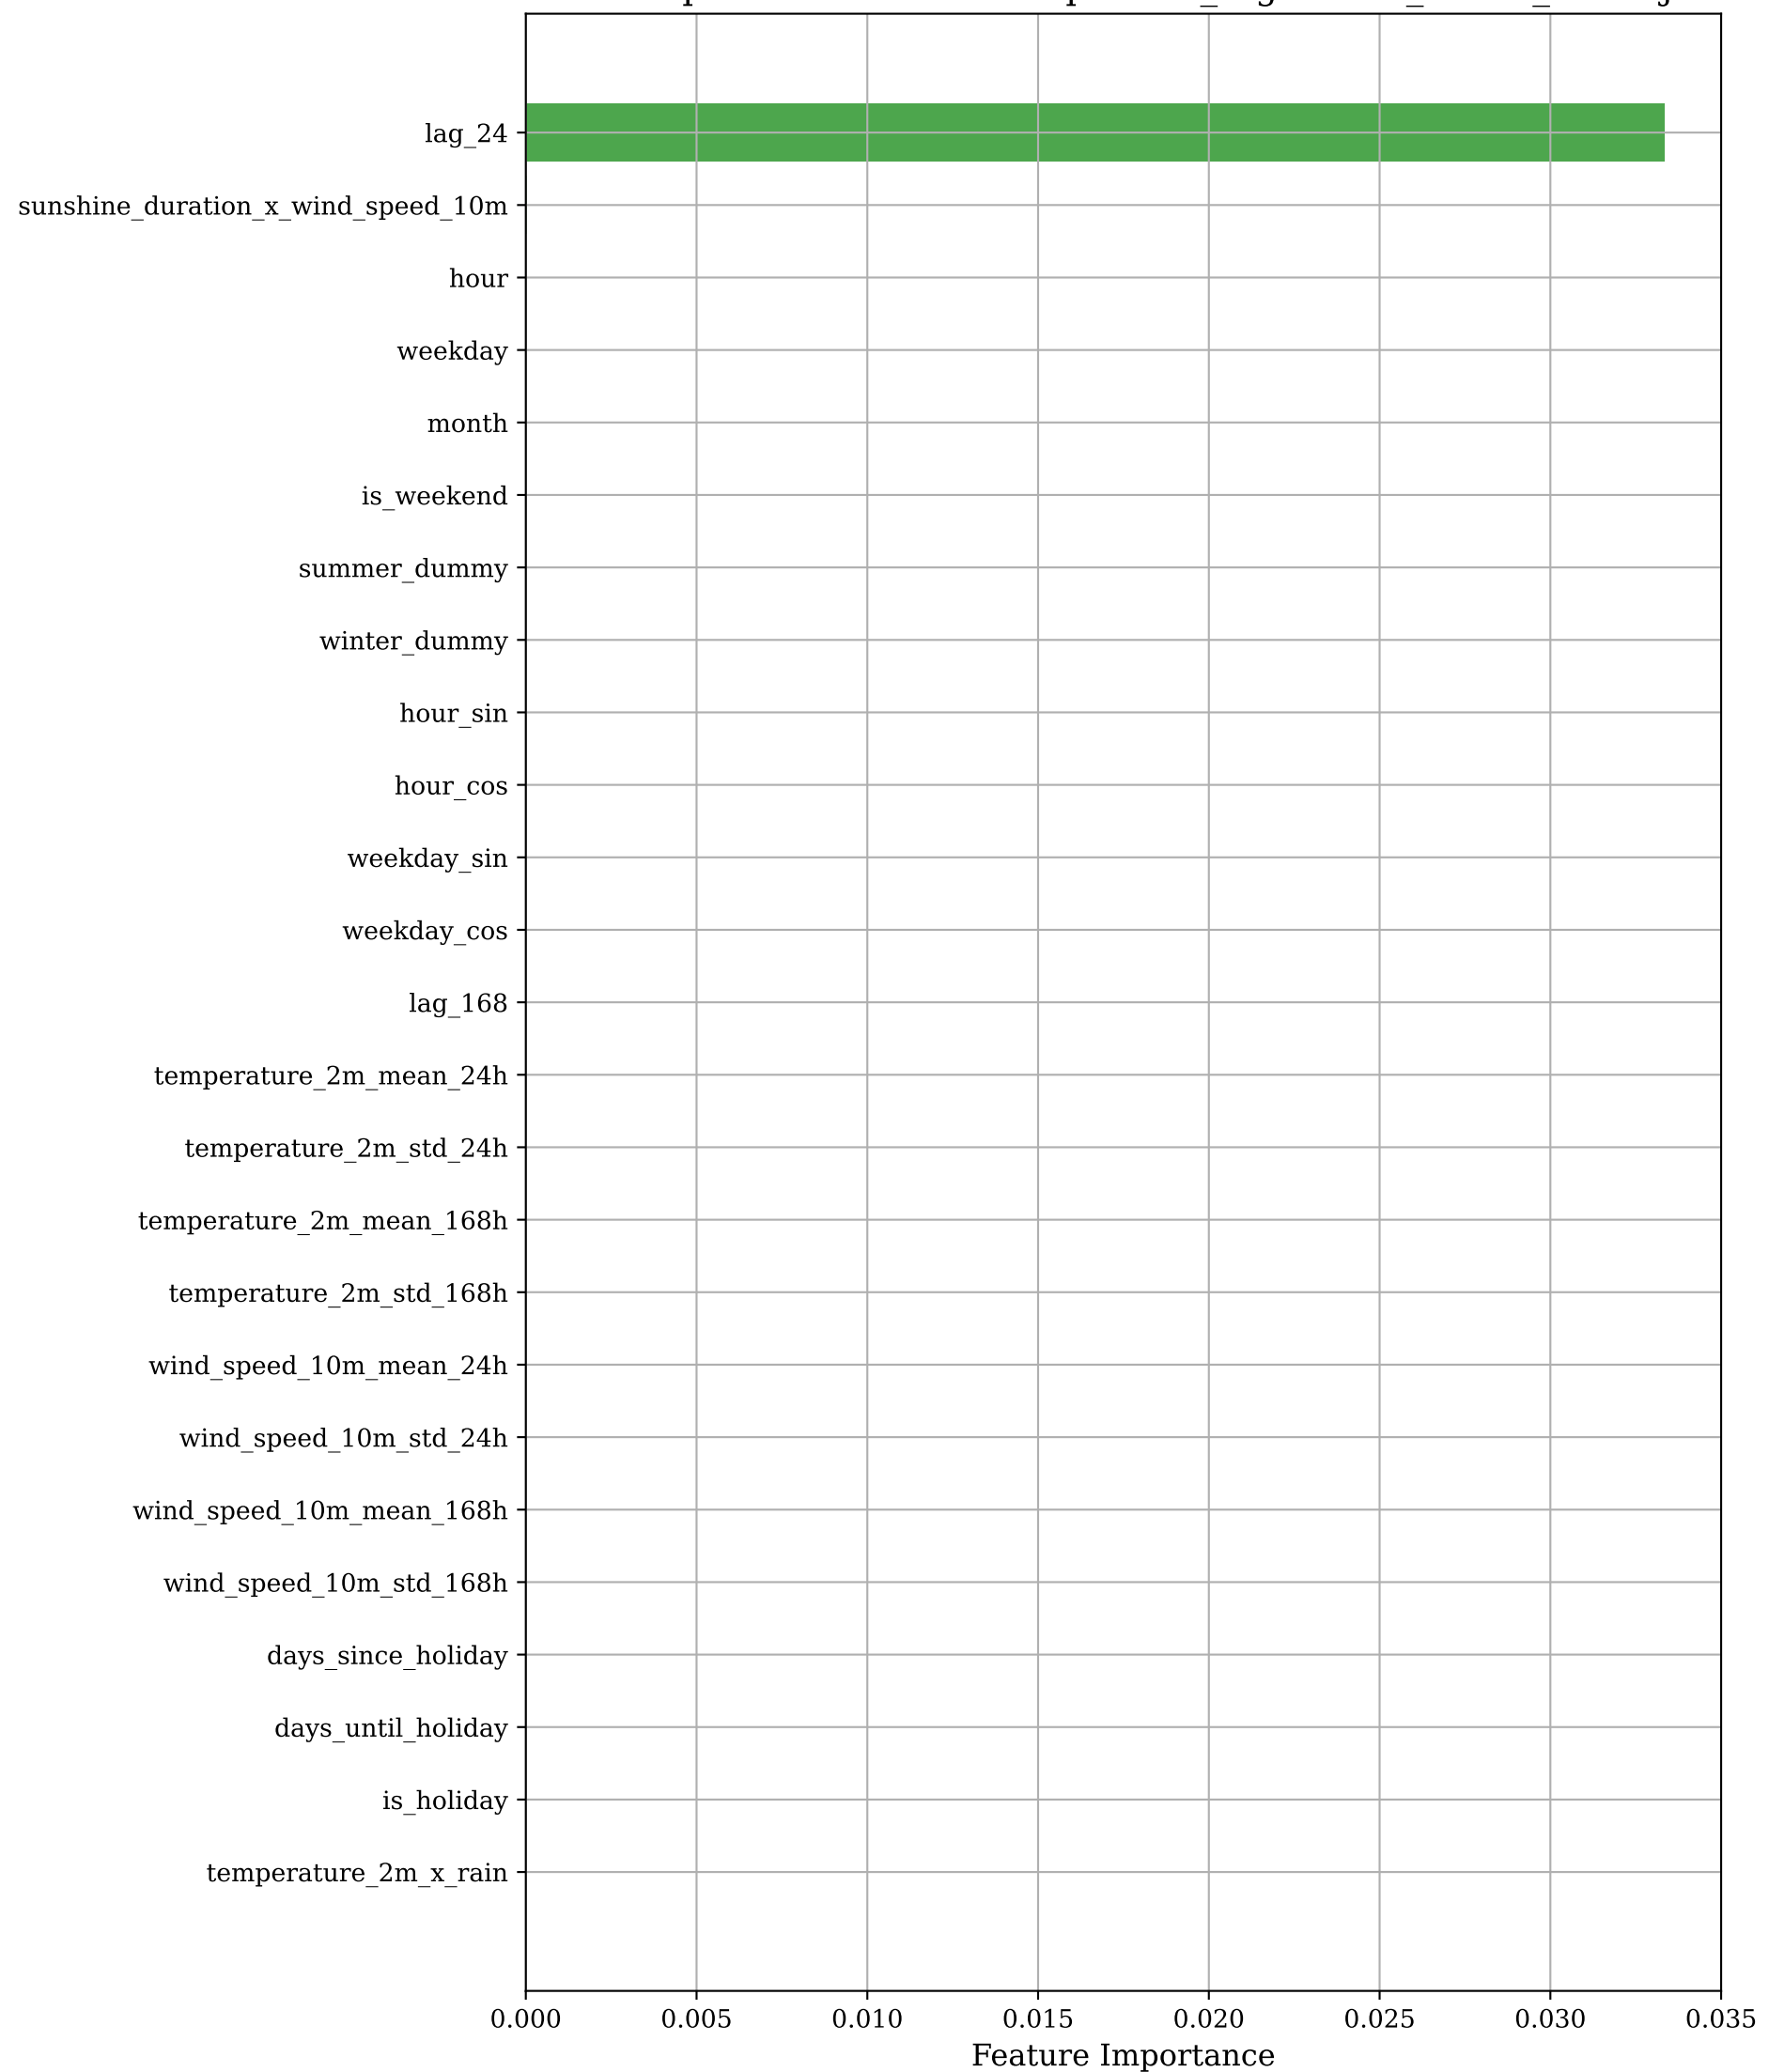 lag_24
sunshine_duration_x_wind_speed_10m
hour
weekday
month
is_weekend
summer_dummy
winter_dummy
hour_sin
hour_cos
weekday_sin
weekday_cos
lag_168
temperature_2m_mean_24h
temperature_2m_std_24h
temperature_2m_mean_168h
temperature_2m_std_168h
wind_speed_10m_mean_24h
wind_speed_10m_std_24h
wind_speed_10m_mean_168h
wind_speed_10m_std_168h
days_since_holiday
days_until_holiday
is_holiday
temperature_2m_x_rain
0.000 0.005 0.010 0.015 0.020 0.025 0.030 0.035
Feature Importance